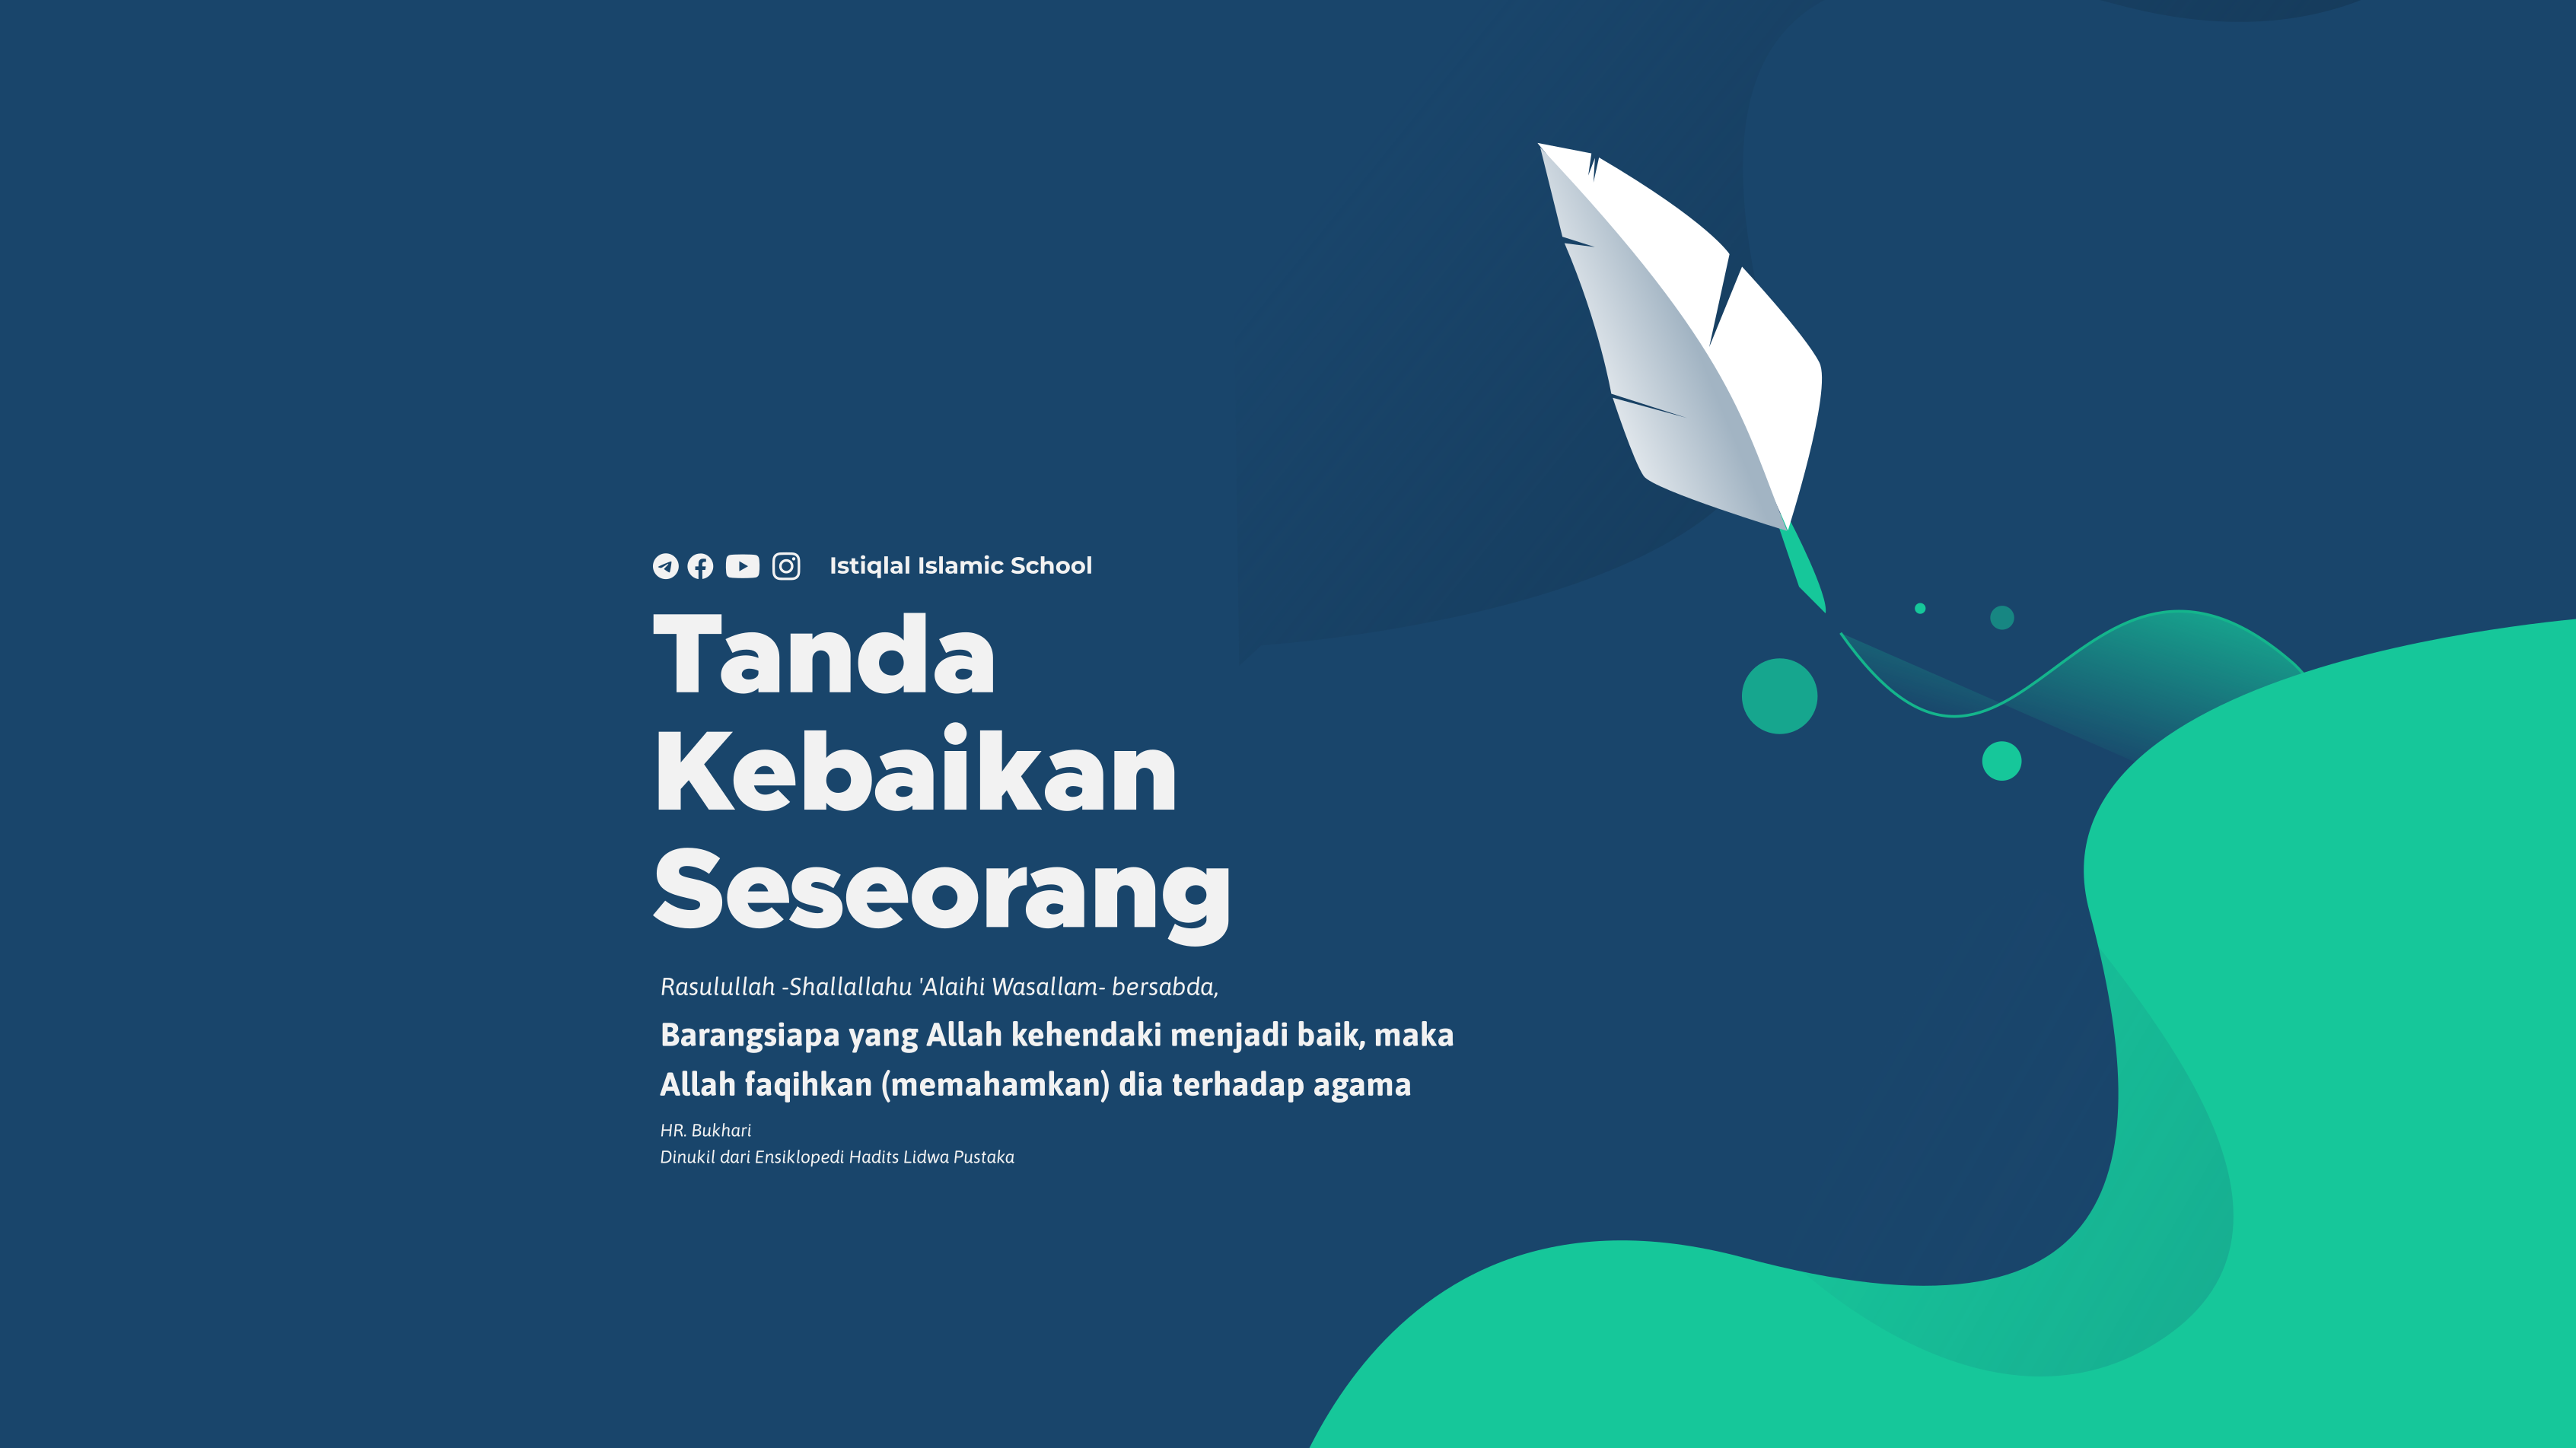 Istiqlal Islamic School
Tanda
Kebaikan
Seseorang
Rasulullah -Shallallahu 'Alaihi Wasallam- bersabda,
Barangsiapa yang Allah kehendaki menjadi baik, maka
Allah faqihkan (memahamkan) dia terhadap agama
HR. Bukhari
Dinukil dari Ensiklopedi Hadits Lidwa Pustaka